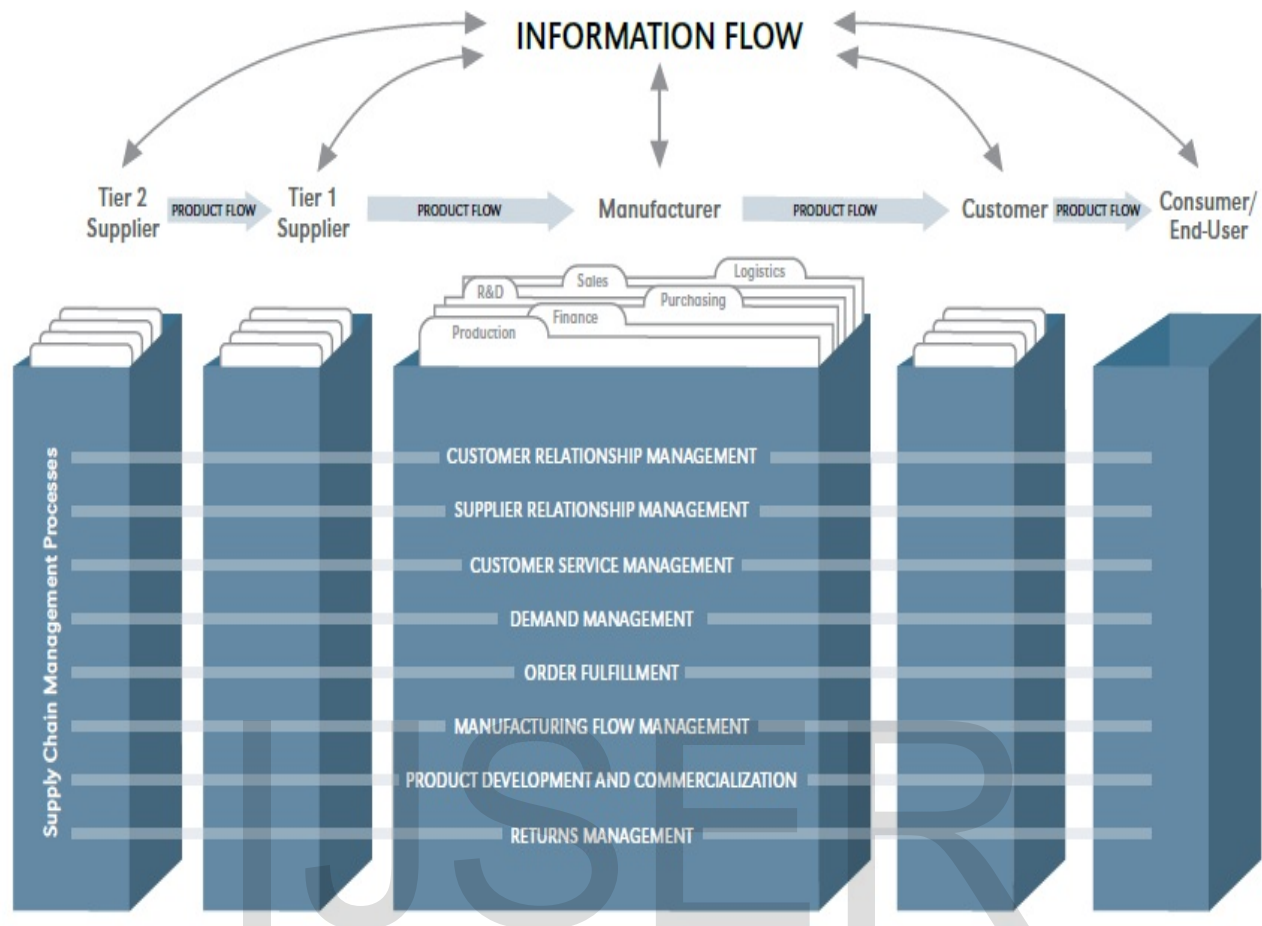 INFORMATION FLOW
Tier 2
Supplier
PRODUCT FLOW
Tier 1
Supplier
PRODUCT FLOW
Manufacturer
PRODUCT FLOW
Customer
PRODUCT FLOW
Consumer/
End-User
Logistics
Sales
R&D
Purchasing
Finance
Production
Supply Chain Management Processes
CUSTOMER RELATIONSHIP MANAGEMENT
SUPPLIER RELATIONSHIP MANAGEMENT
CUSTOMER SERVICE MANAGEMENT
DEMAND MANAGEMENT
ORDER FULFILLMENT
MANUFACTURING FLOW MANAGEMENT
PRODUCT DEVELOPMENT AND COMMERCIALIZATION
RETURNS MANAGEMENT
IJSER